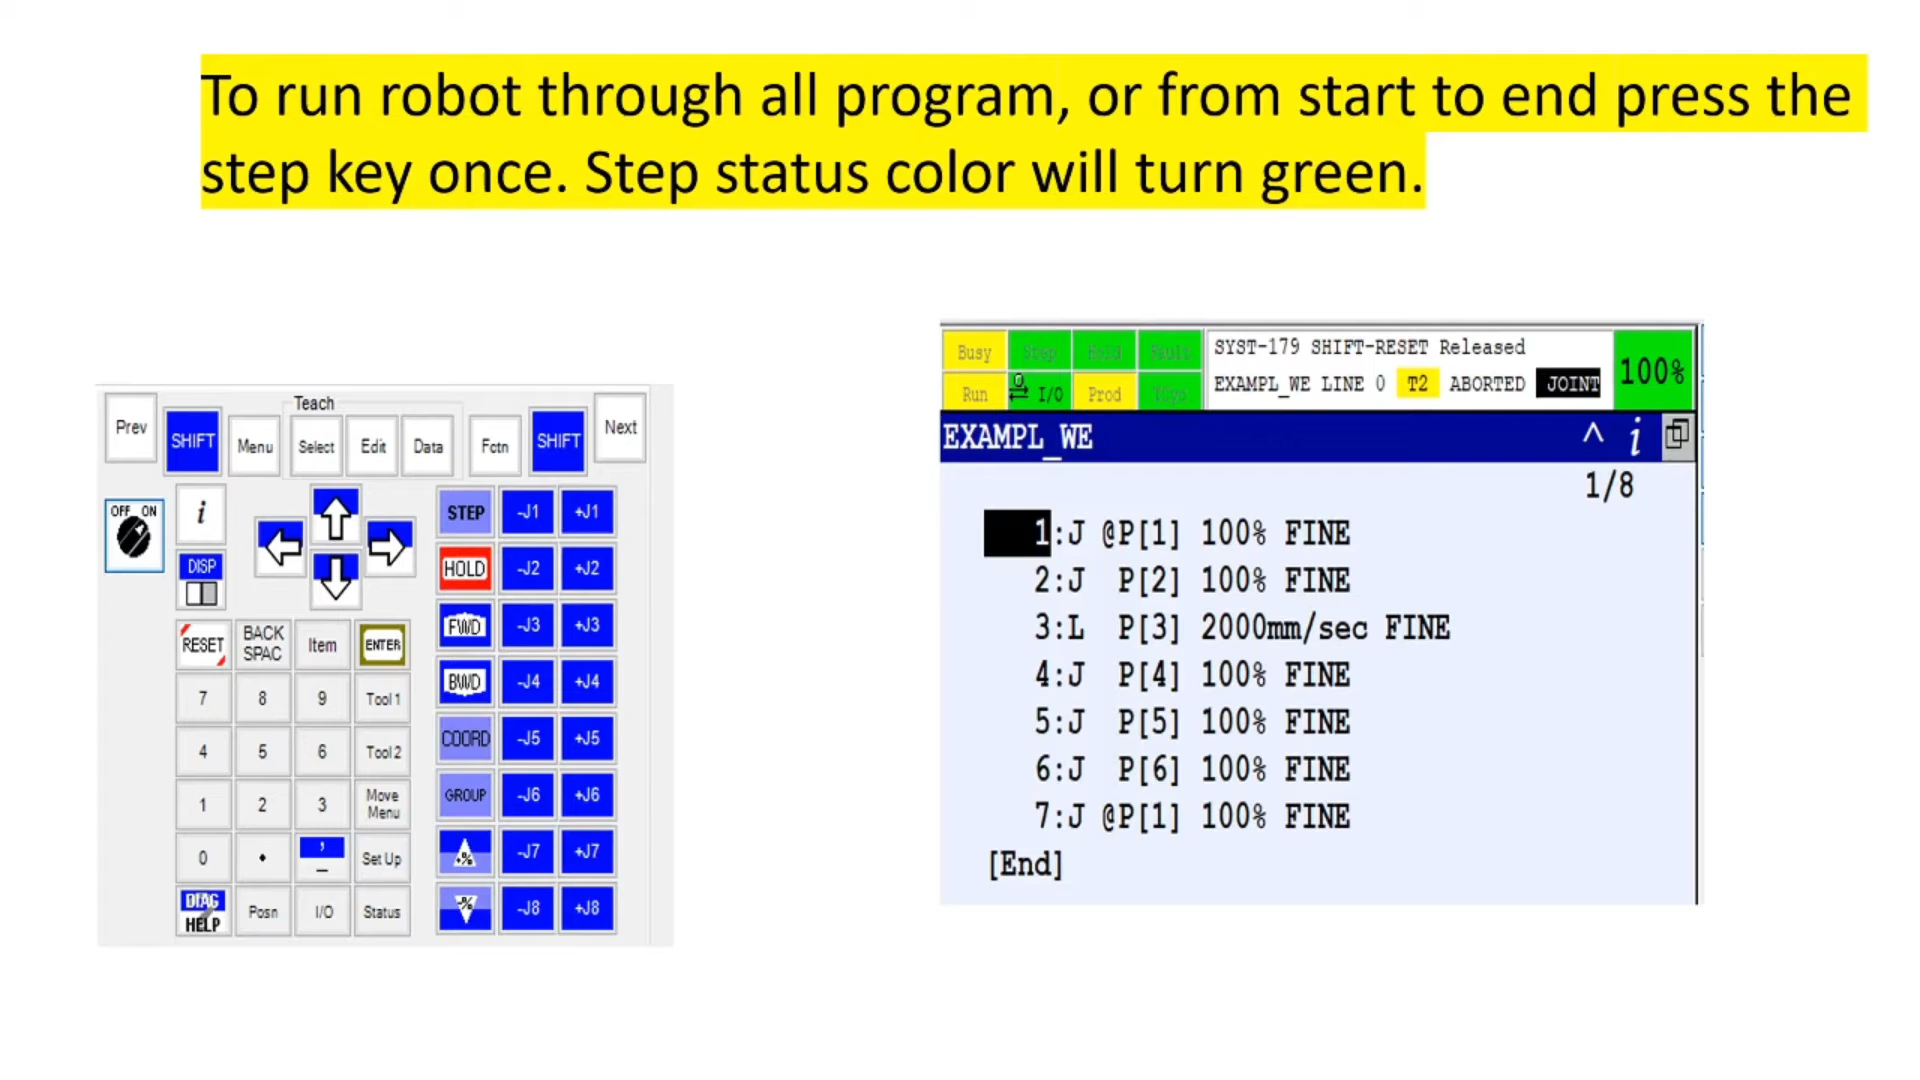 To run robot through all program, or from start to end press the
step key once. Step status color will turn green.
Prev
SHIFT
Menu
Teach
Select
Edit
Data
Fctn
SHIFT
Next
OFF ON
i
DISP
STEP
-J1
+J1
HOLD
-J2
+J2
RESET
BACK
SPAC
Item
ENTER
FWD
-J3
+J3
7
8
9
Tool 1
BWD
-J4
+J4
4
5
6
Tool 2
COORD
-J5
+J5
1
2
3
Move
Menu
GROUP
-J6
+J6
0
.
,
_
Set Up
+%
-J7
+J7
DIAG
HELP
Posn
I/O
Status
-%
-J8
+J8
Busy Step Hold Fault
SYST-179 SHIFT-RESET Released
Run I/O Prod
EXAMPL_WE LINE 0 T2 ABORTED JOINT
100%
EXAMPL_WE
i
1/8
1:J @P[1] 100% FINE
2:J P[2] 100% FINE
3:L P[3] 2000mm/sec FINE
4:J P[4] 100% FINE
5:J P[5] 100% FINE
6:J P[6] 100% FINE
7:J @P[1] 100% FINE
[End]